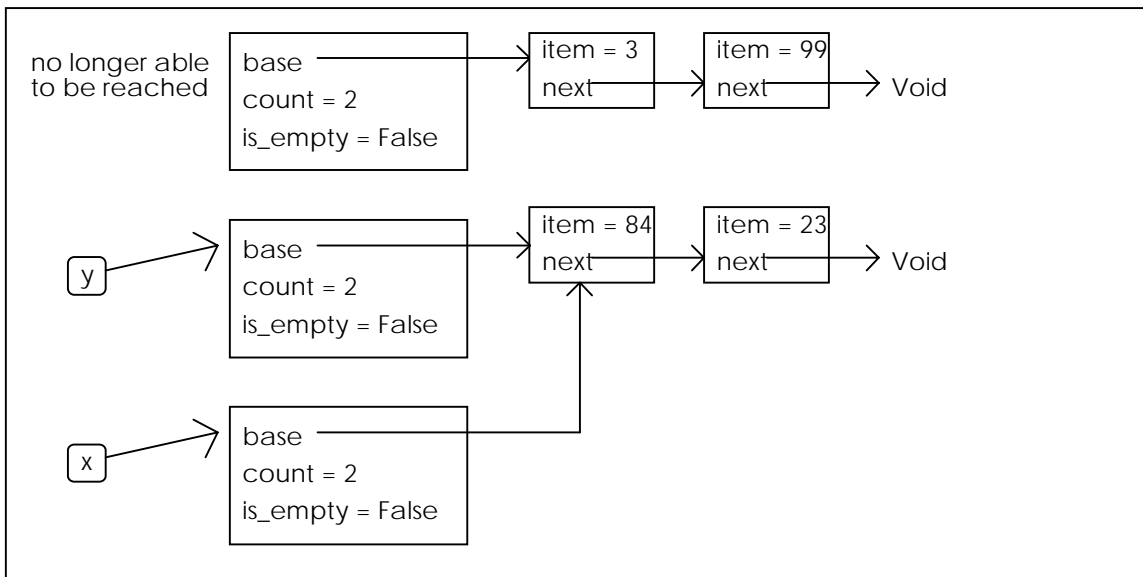 no longer able
to be reached
base
count = 2
is_empty = False
item = 3
next
item = 99
next
Void
y
base
count = 2
is_empty = False
item = 84
next
item = 23
next
Void
x
base
count = 2
is_empty = False